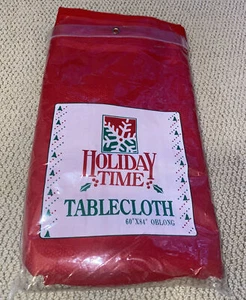 HOLIDAY
TIME
TABLECLOTH
60"X84" OBLONG